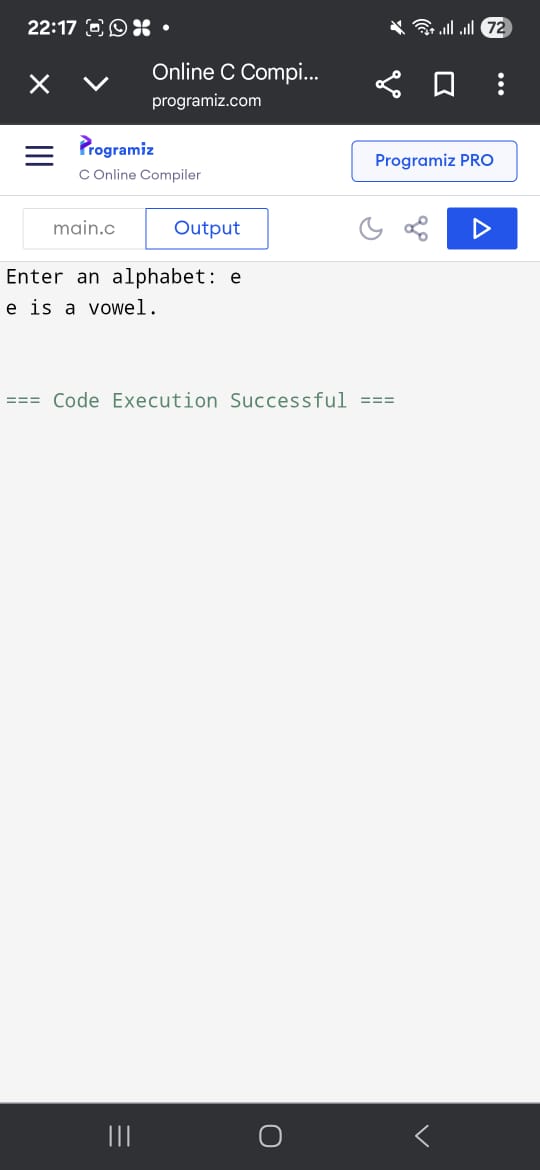 22:17
72
Online C Compi...
programiz.com
Programiz
C Online Compiler
Programiz PRO
main.c
Output
Enter an alphabet: e
e is a vowel.
=== Code Execution Successful ===